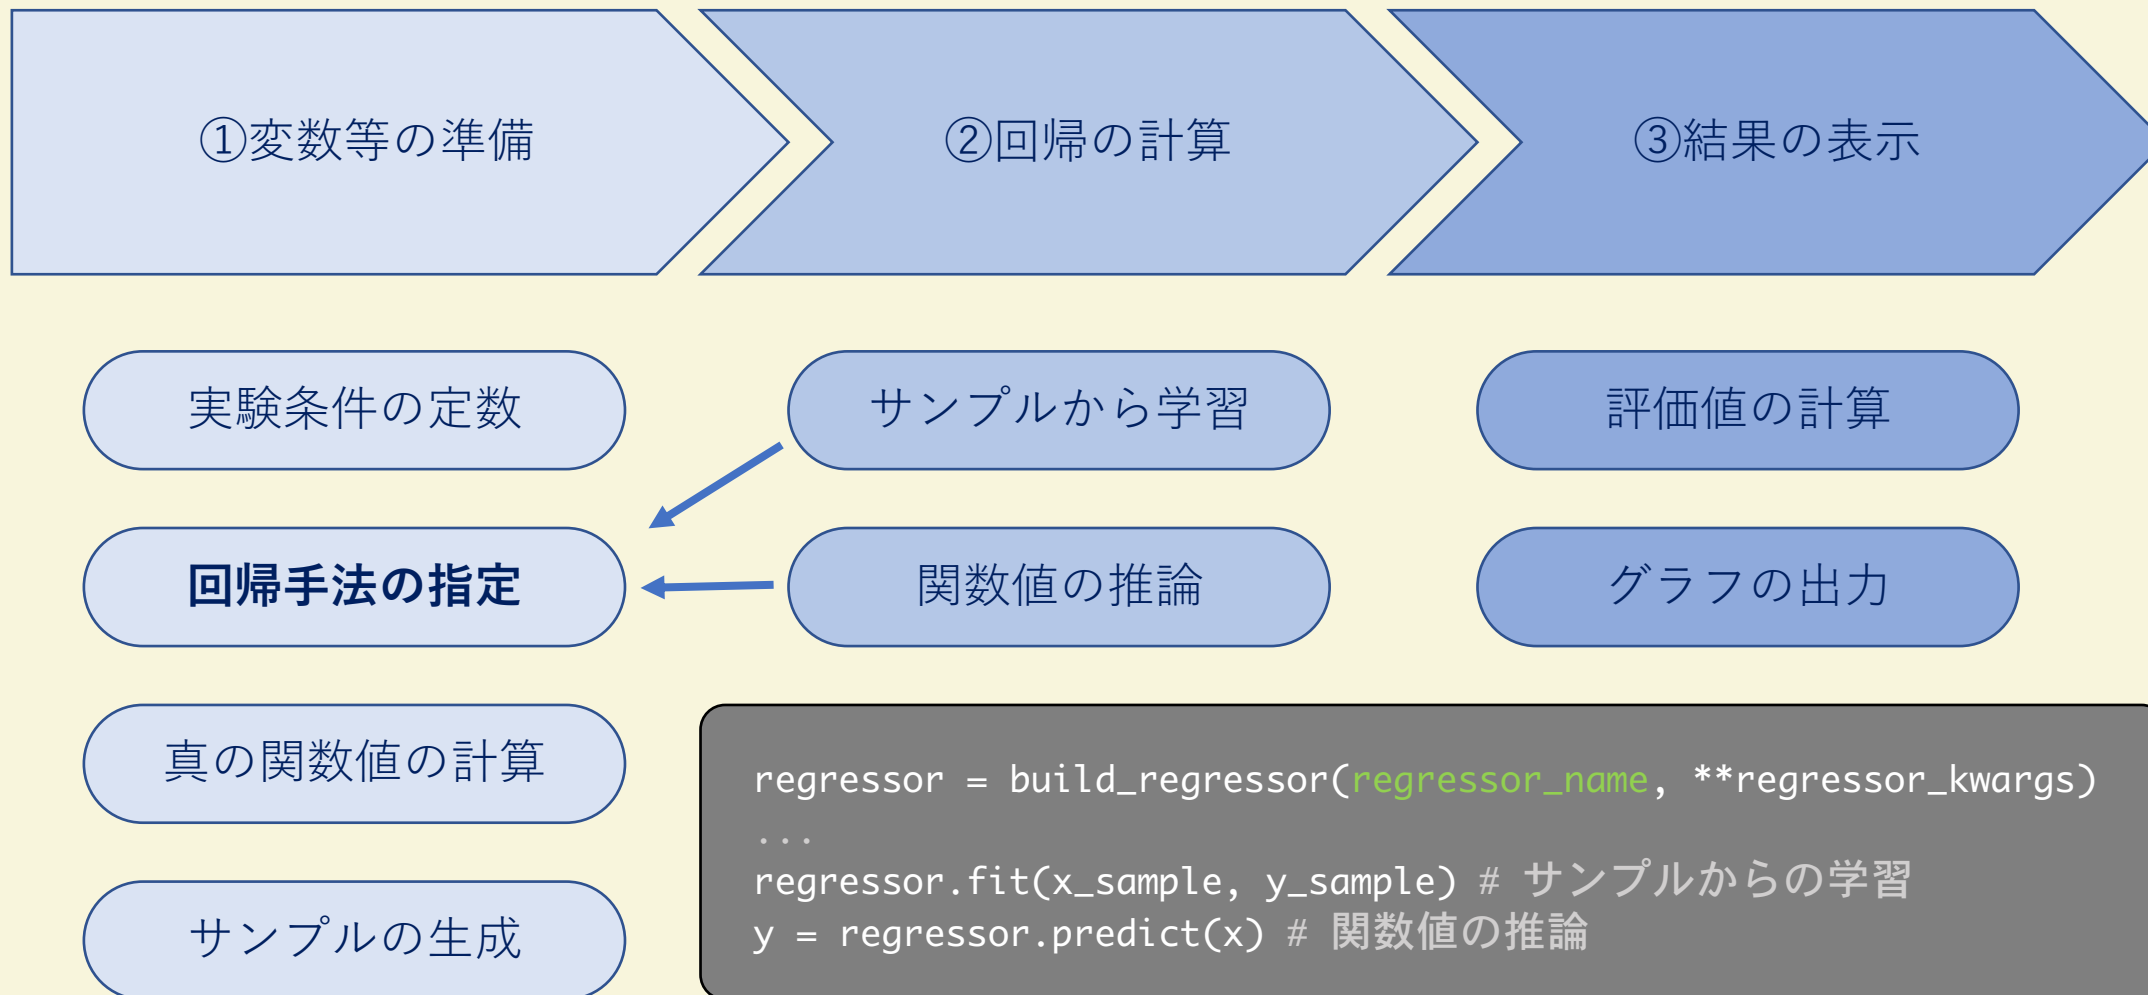 ①変数等の準備
②回帰の計算
③結果の表示
実験条件の定数
サンプルから学習
評価値の計算
回帰手法の指定
関数値の推論
グラフの出力
真の関数値の計算
サンプルの生成
regressor = build_regressor(regressor_name, **regressor_kwargs)
...
regressor.fit(x_sample, y_sample) # サンプルからの学習
y = regressor.predict(x) # 関数値の推論